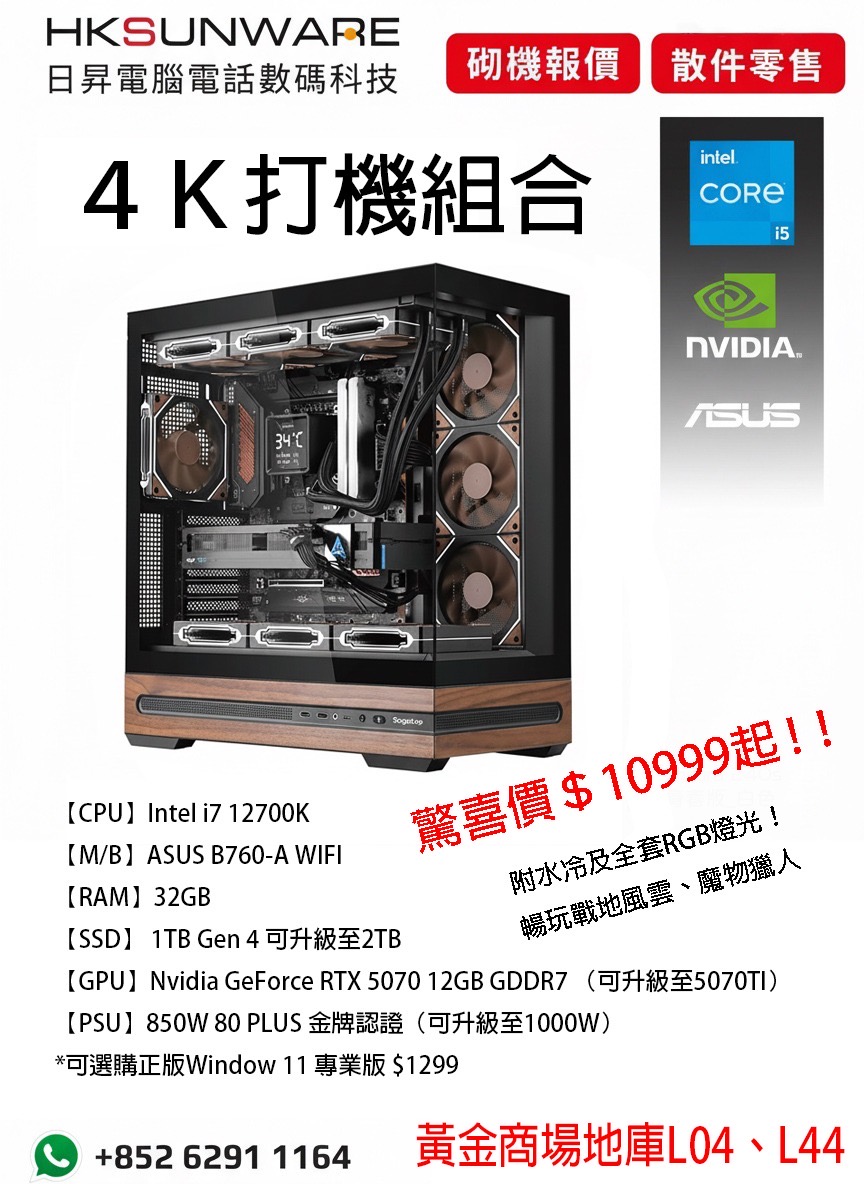 HKSUNWARE
日昇電腦電話數碼科技
砌機報價
散件零售
4K打機組合
intel.
CORE
i5
NVIDIA
ASUS
34°C
驚喜價＄10999起！！
附水冷及全套RGB燈光！
暢玩戰地風雲、魔物獵人
【CPU】Intel i7 12700K
【M/B】ASUS B760-A WIFI
【RAM】32GB
【SSD】 1TB Gen 4 可升級至2TB
【GPU】Nvidia GeForce RTX 5070 12GB GDDR7 （可升級至5070TI）
【PSU】850W 80 PLUS 金牌認證（可升級至1000W）
*可選購正版Window 11 專業版 $1299
+852 6291 1164
黃金商場地庫L04、L44